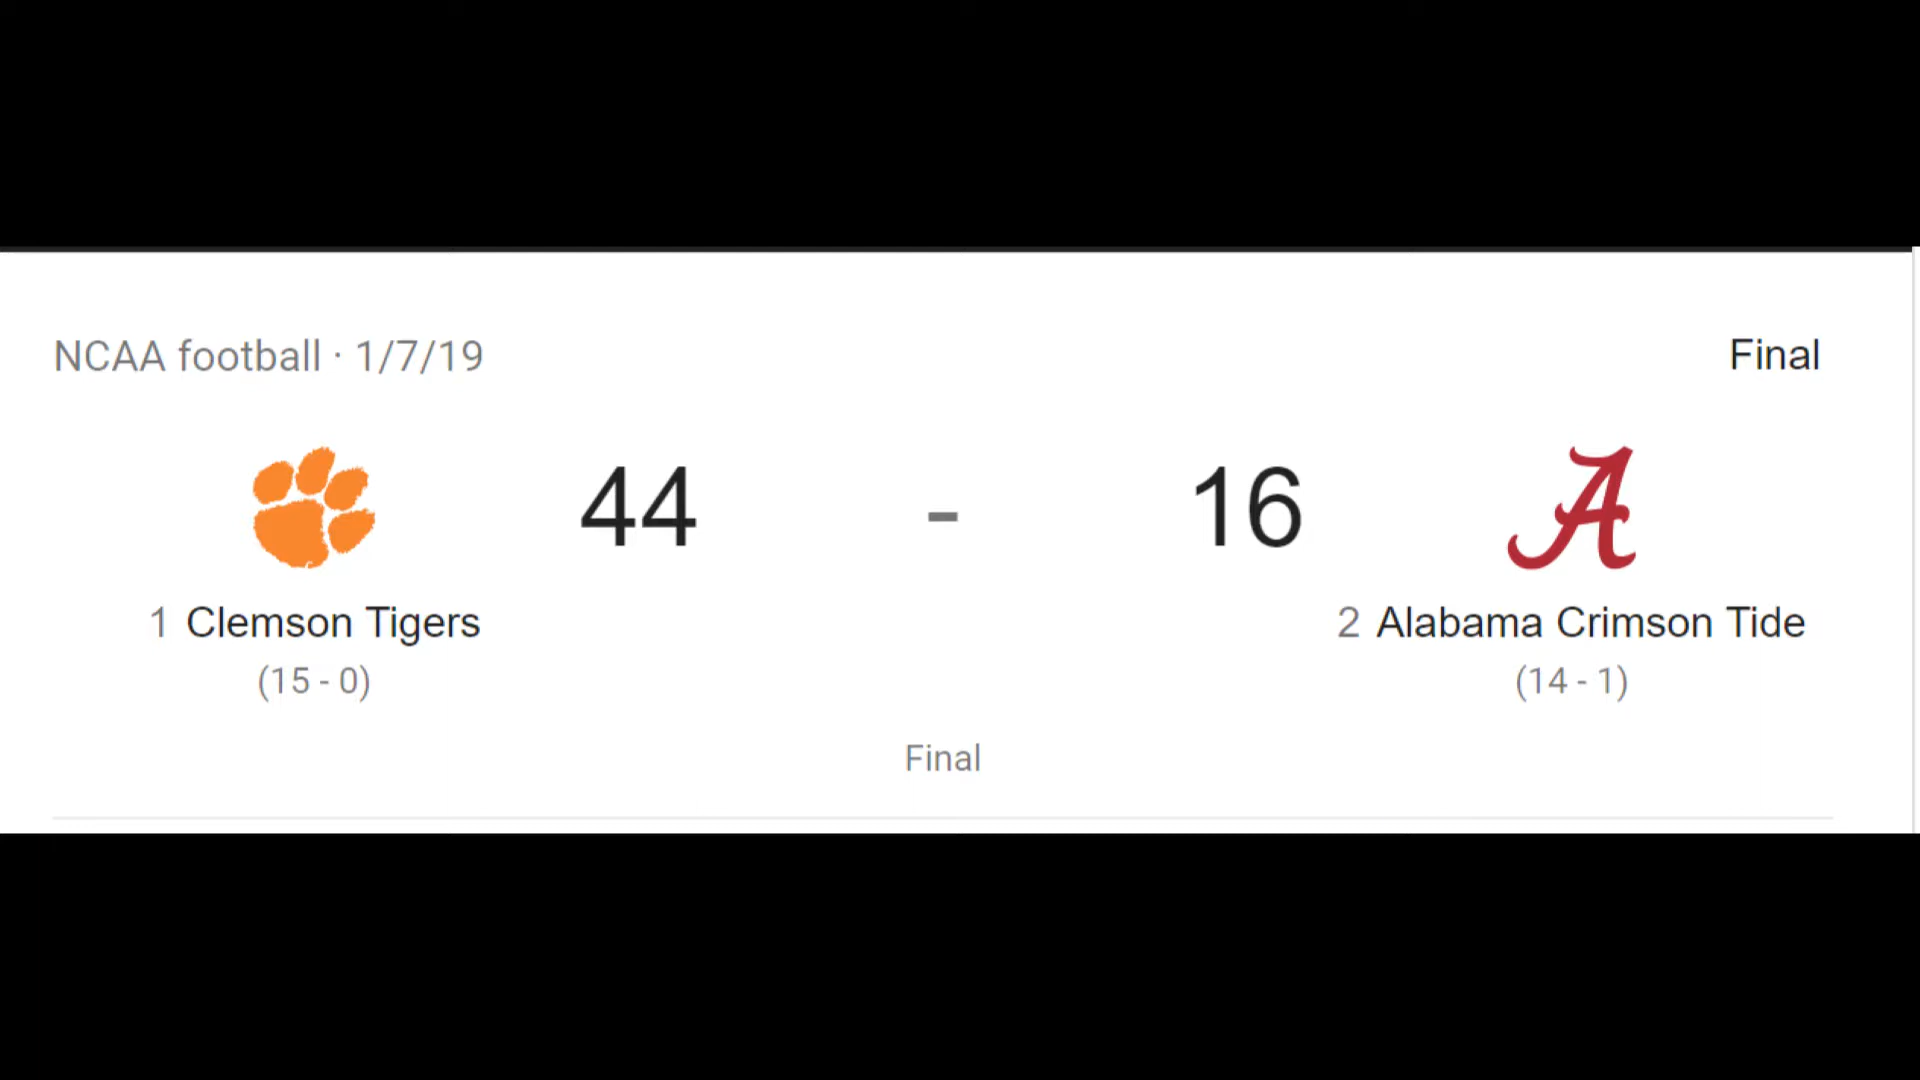 NCAA football · 1/7/19
Final
44 - 16
1 Clemson Tigers
2 Alabama Crimson Tide
(15 - 0)
(14 - 1)
Final